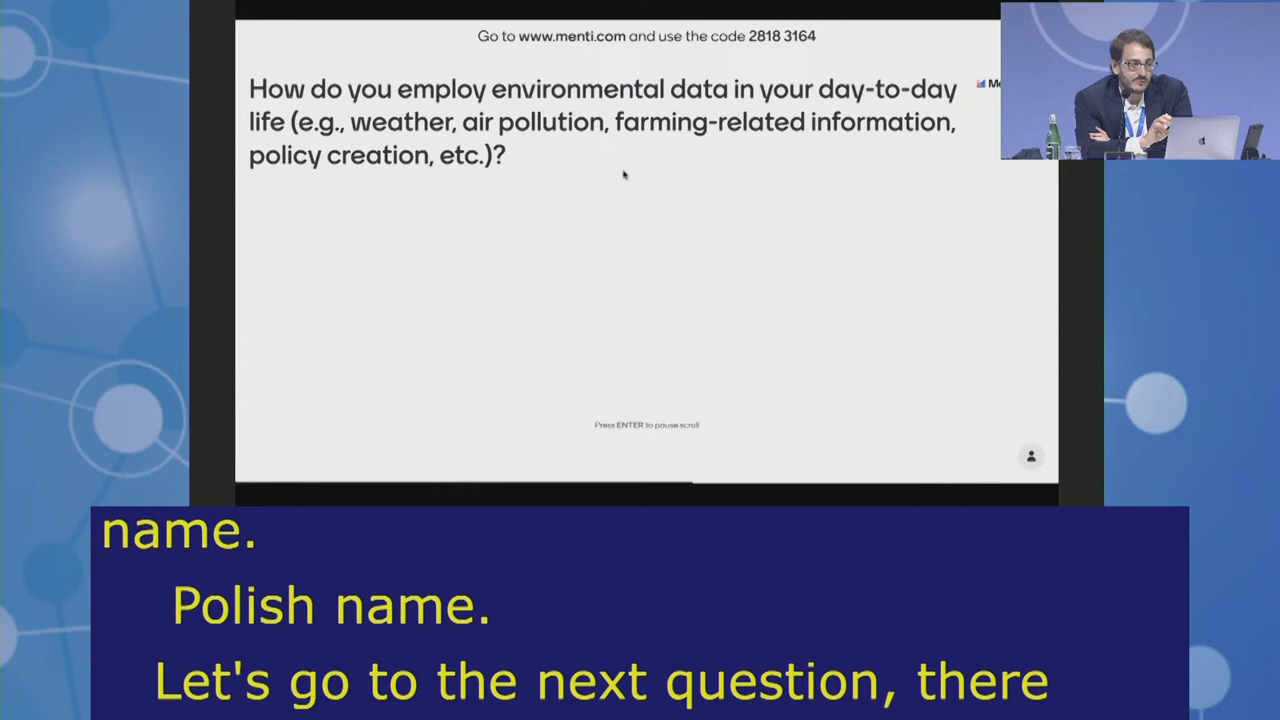 Go to www.menti.com and use the code 2818 3164
How do you employ environmental data in your day-to-day
life (e.g., weather, air pollution, farming-related information,
policy creation, etc.)?
Press ENTER to pause scroll
name.
Polish name.
Let's go to the next question, there